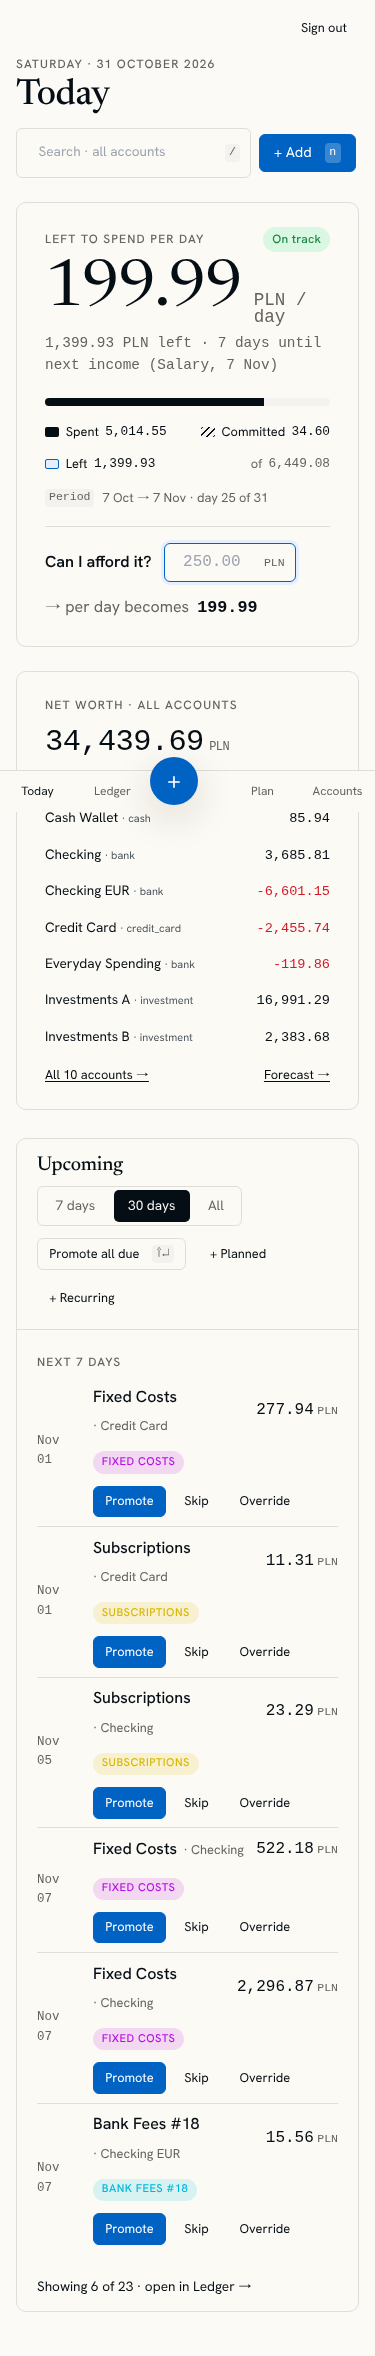 Sign out
SATURDAY · 31 OCTOBER 2026
Today
Search · all accounts /
+ Add n
LEFT TO SPEND PER DAY
On track
199.99 PLN /
day
1,399.93 PLN left · 7 days until
next income (Salary, 7 Nov)
Spent 5,014.55
Committed 34.60
Left 1,399.93
of 6,449.08
Period 7 Oct → 7 Nov · day 25 of 31
Can I afford it? 250.00 PLN
→ per day becomes 199.99
NET WORTH · ALL ACCOUNTS
34,439.69 PLN
Today Ledger + Plan Accounts
Cash Wallet · cash 85.94
Checking · bank 3,685.81
Checking EUR · bank -6,601.15
Credit Card · credit_card -2,455.74
Everyday Spending · bank -119.86
Investments A · investment 16,991.29
Investments B · investment 2,383.68
All 10 accounts → Forecast →
Upcoming
7 days 30 days All
Promote all due ⇧↵ + Planned
+ Recurring
NEXT 7 DAYS
Nov 01
Fixed Costs
· Credit Card
277.94 PLN
FIXED COSTS
Promote Skip Override
Nov 01
Subscriptions
· Credit Card
11.31 PLN
SUBSCRIPTIONS
Promote Skip Override
Nov 05
Subscriptions
· Checking
23.29 PLN
SUBSCRIPTIONS
Promote Skip Override
Nov 07
Fixed Costs · Checking 522.18 PLN
FIXED COSTS
Promote Skip Override
Nov 07
Fixed Costs
· Checking
2,296.87 PLN
FIXED COSTS
Promote Skip Override
Nov 07
Bank Fees #18
· Checking EUR
15.56 PLN
BANK FEES #18
Promote Skip Override
Showing 6 of 23 · open in Ledger →